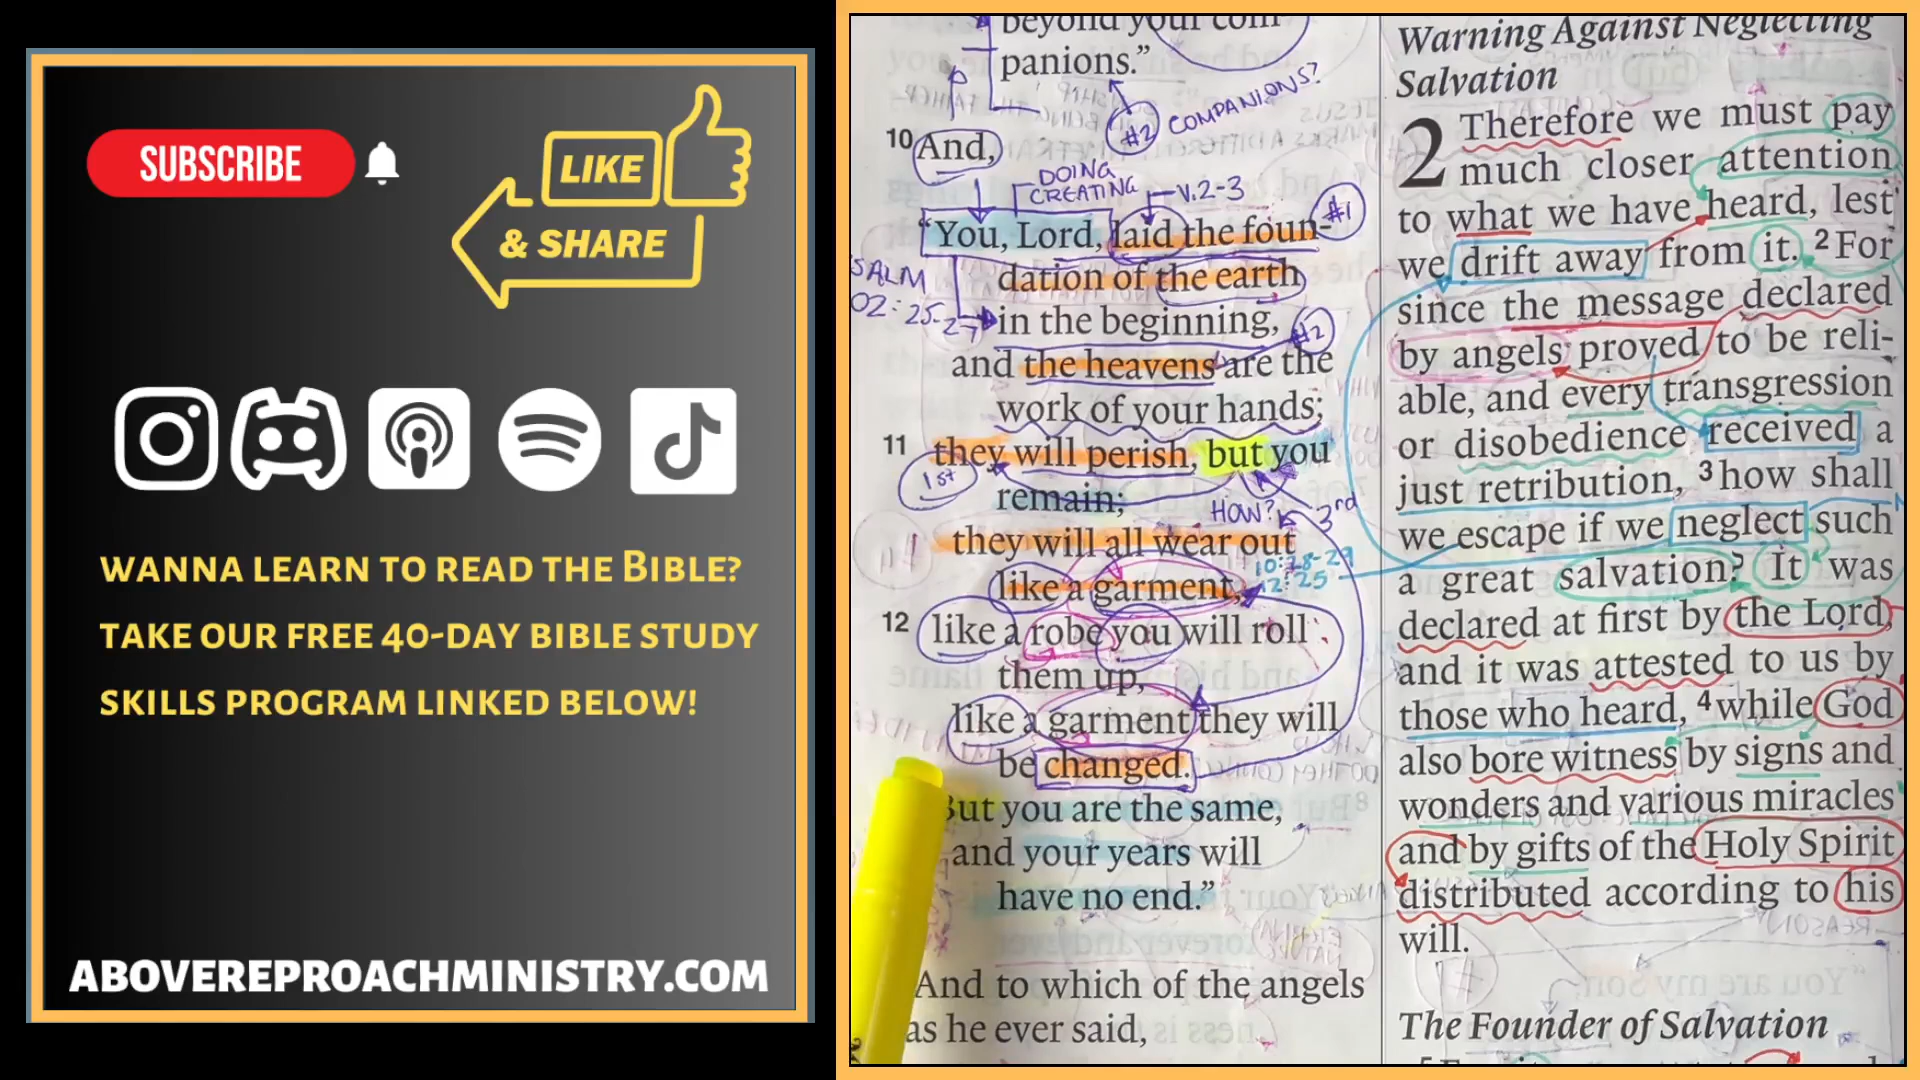 SUBSCRIBE
LIKE
& SHARE
WANNA LEARN TO READ THE BIBLE?
TAKE OUR FREE 40-DAY BIBLE STUDY
SKILLS PROGRAM LINKED BELOW!
ABOVEREPROACHMINISTRY.COM
beyond your com
panions.”
#2 COMPANIONS?
10 And,
DOING
CREATING
V.2-3
#1
“You, Lord, laid the foun-
dation of the earth
PSALM
102:25-27
in the beginning,
#2
and the heavens are the
work of your hands;
11 they will perish, but you
1st
remain;
HOW?
3rd
they will all wear out
10:28-29
12:25
like a garment,
12 like a robe you will roll
them up,
like a garment they will
be changed.
But you are the same,
and your years will
have no end.”
And to which of the angels
as he ever said,
Warning Against Neglecting
Salvation
2 Therefore we must pay
much closer attention
to what we have heard, lest
we drift away from it. 2 For
since the message declared
by angels proved to be reli-
able, and every transgression
or disobedience received a
just retribution, 3 how shall
we escape if we neglect such
a great salvation? It was
declared at first by the Lord,
and it was attested to us by
those who heard, 4 while God
also bore witness by signs and
wonders and various miracles
and by gifts of the Holy Spirit
distributed according to his
will.
The Founder of Salvation